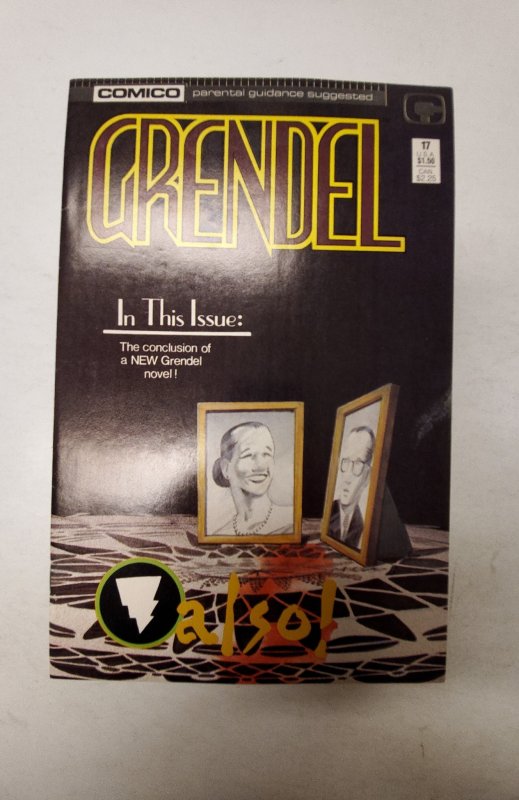 COMICO parental guidance suggested
GRENDEL
17
U.S.A.
$1.50
CAN.
$2.25
In This Issue:
The conclusion of
a NEW Grendel
novel!
also!